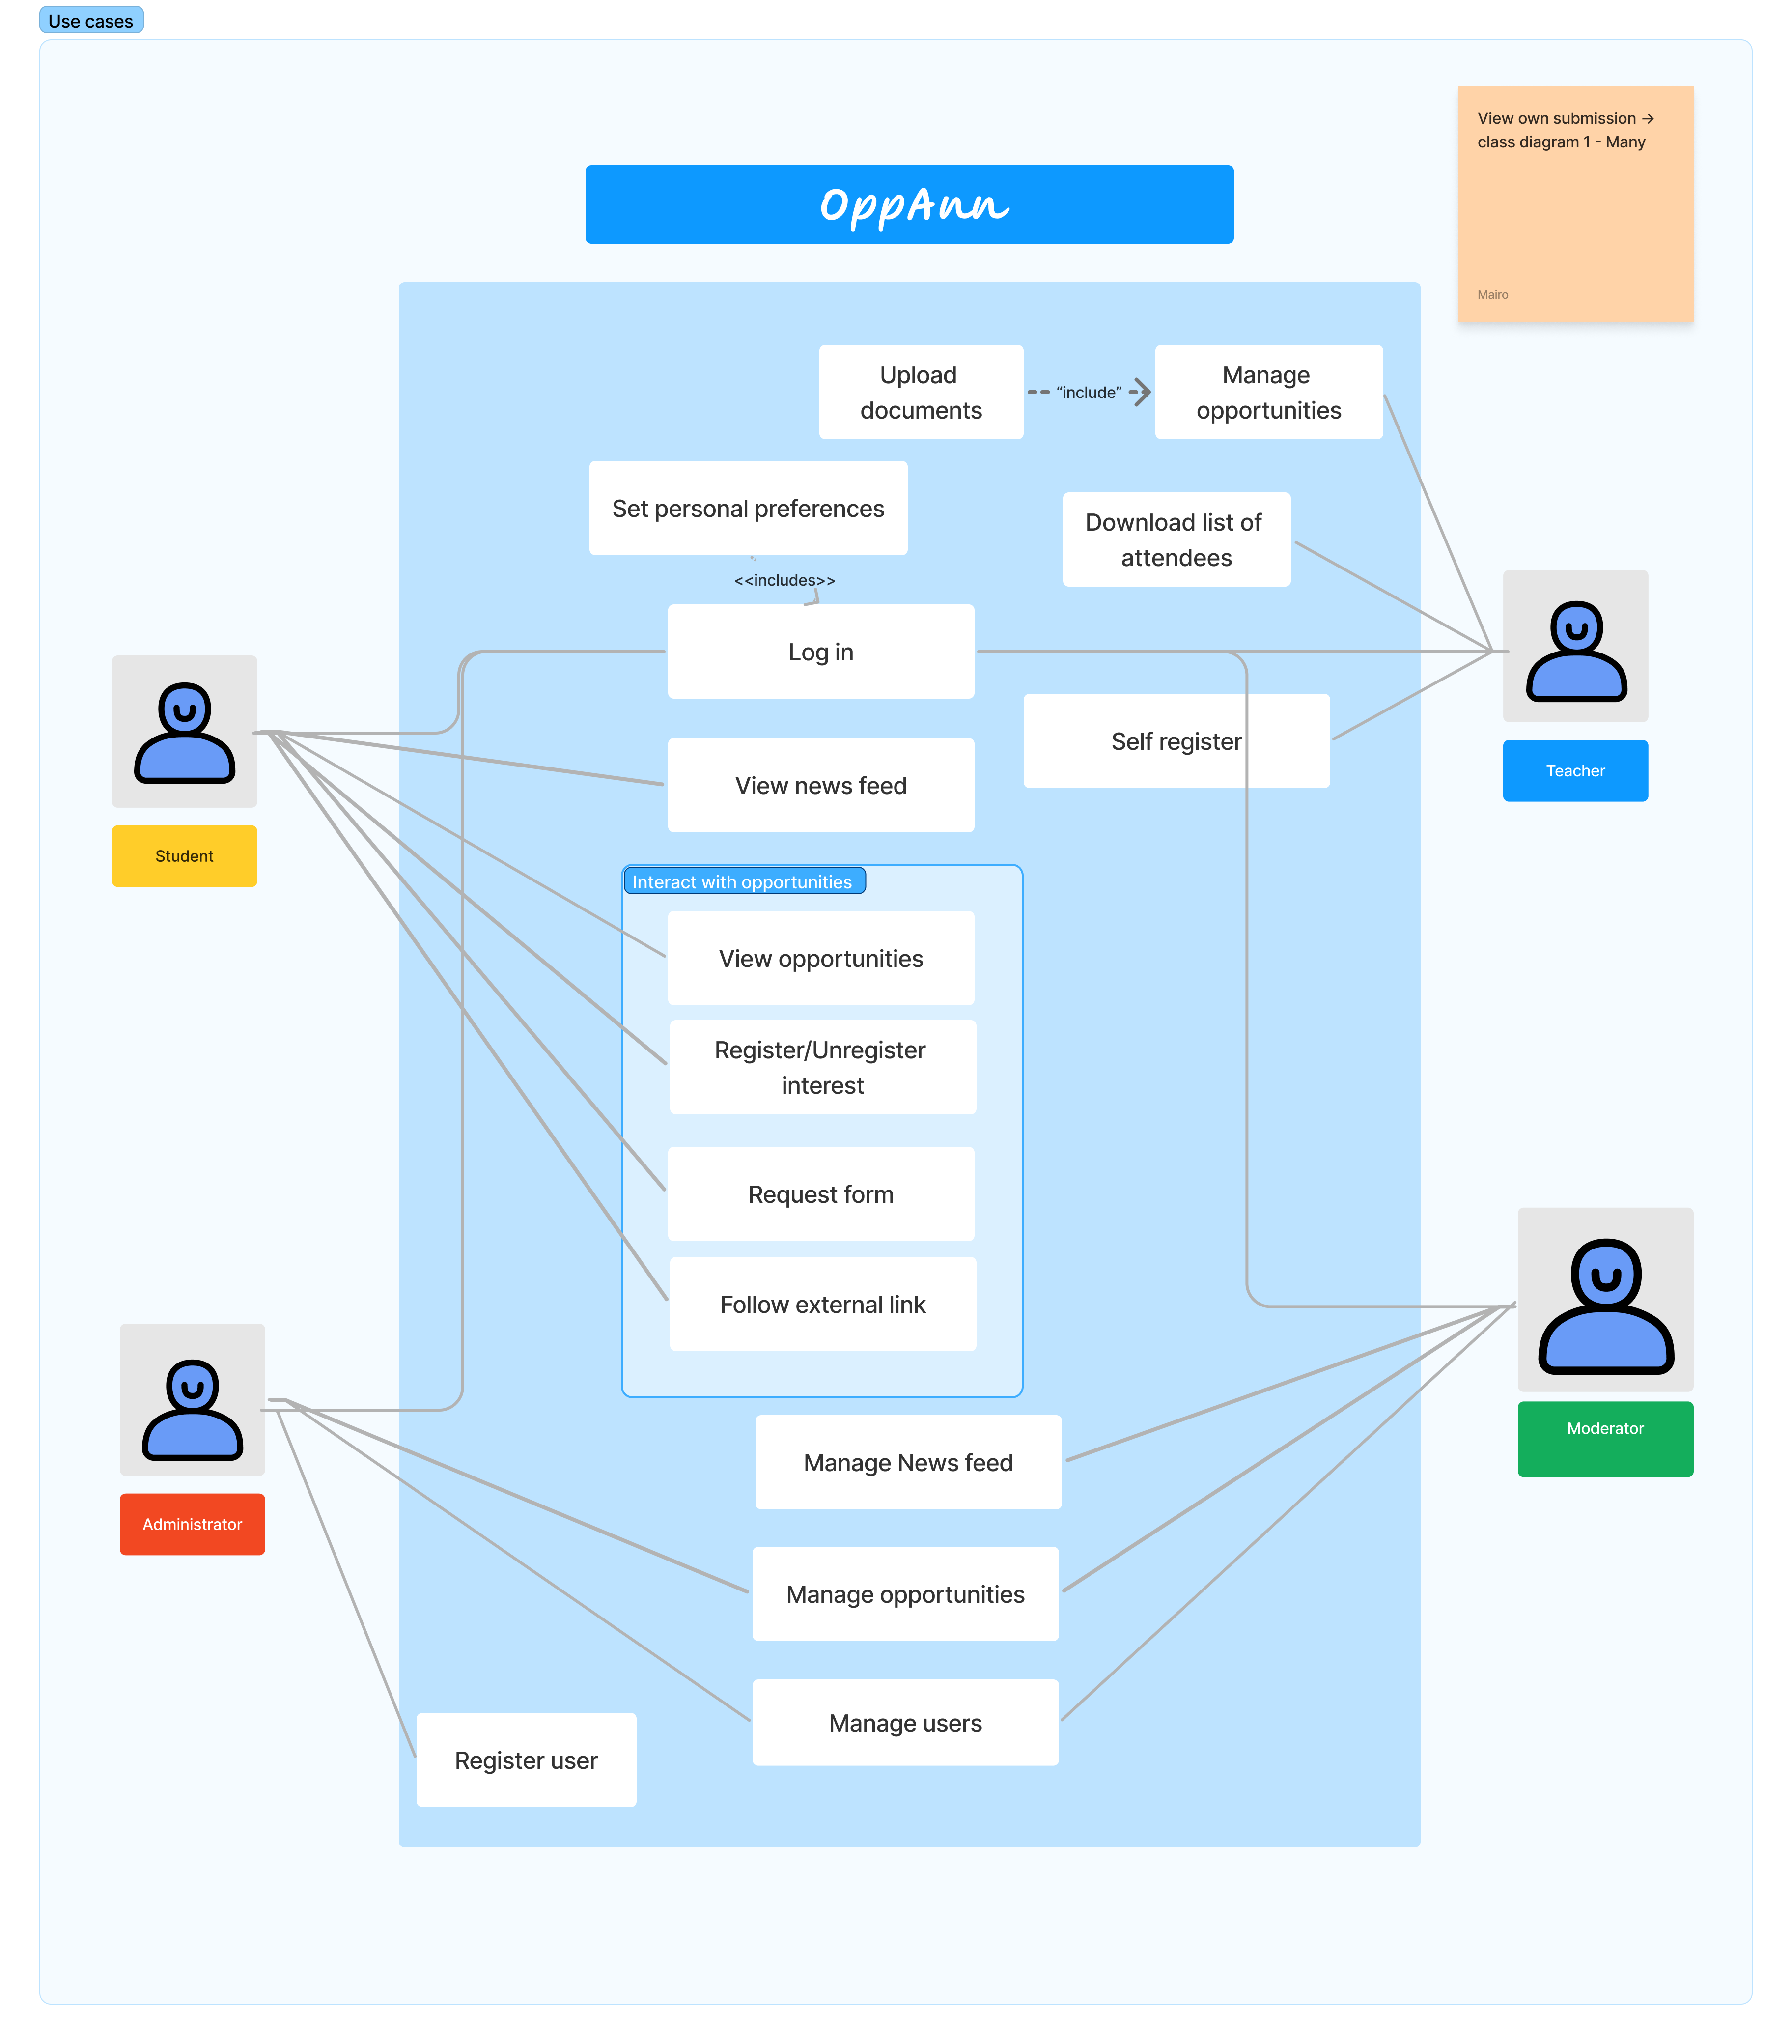 Use cases
View own submission →
class diagram 1 - Many
Mairo
OppAnn
Upload
documents
“include”
Manage
opportunities
Set personal preferences
Download list of
attendees
<<includes>>
Log in
Self register
Teacher
View news feed
Student
Interact with opportunities
View opportunities
Register/Unregister
interest
Request form
Follow external link
Moderator
Manage News feed
Administrator
Manage opportunities
Manage users
Register user